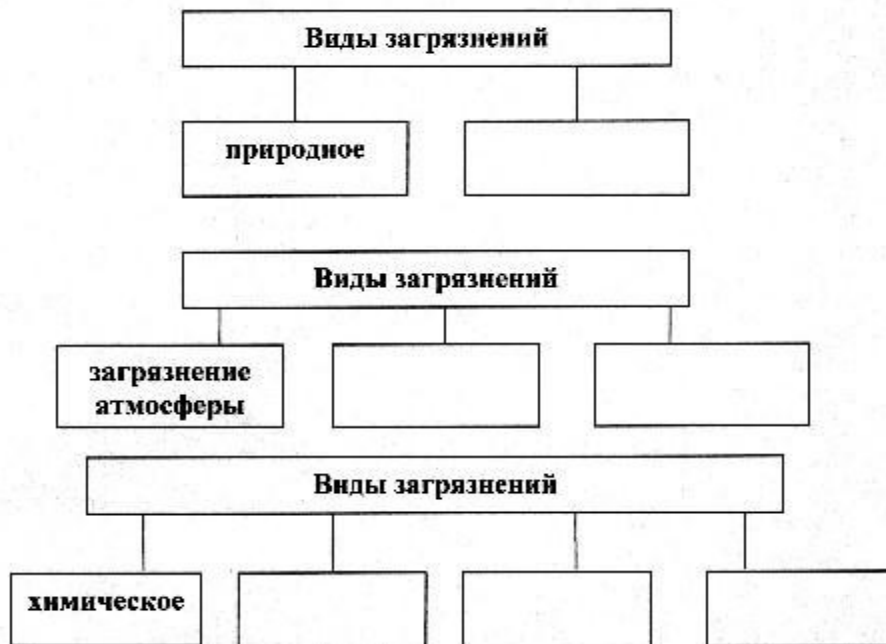 Виды загрязнений
природное
Виды загрязнений
загрязнение
атмосферы
Виды загрязнений
химическое